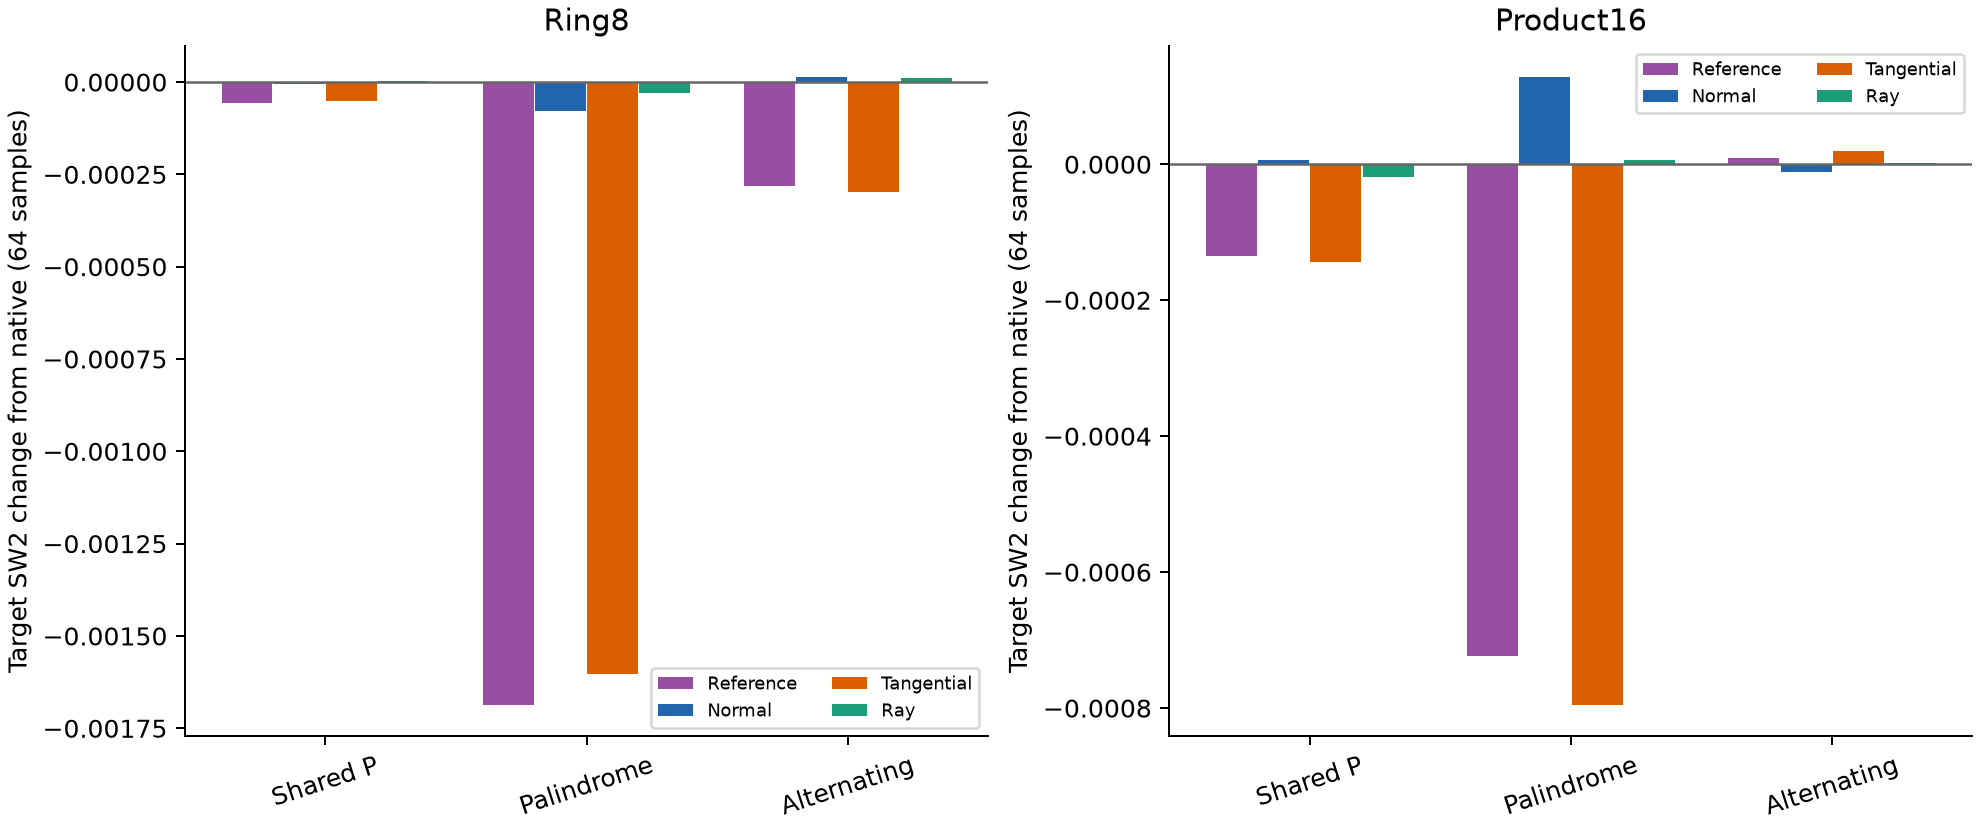 Ring8
Target SW2 change from native (64 samples)
0.00000
−0.00025
−0.00050
−0.00075
−0.00100
−0.00125
−0.00150
−0.00175
Reference Tangential
Normal Ray
Shared P Palindrome Alternating
Product16
Target SW2 change from native (64 samples)
Reference Tangential
Normal Ray
0.0000
−0.0002
−0.0004
−0.0006
−0.0008
Shared P Palindrome Alternating